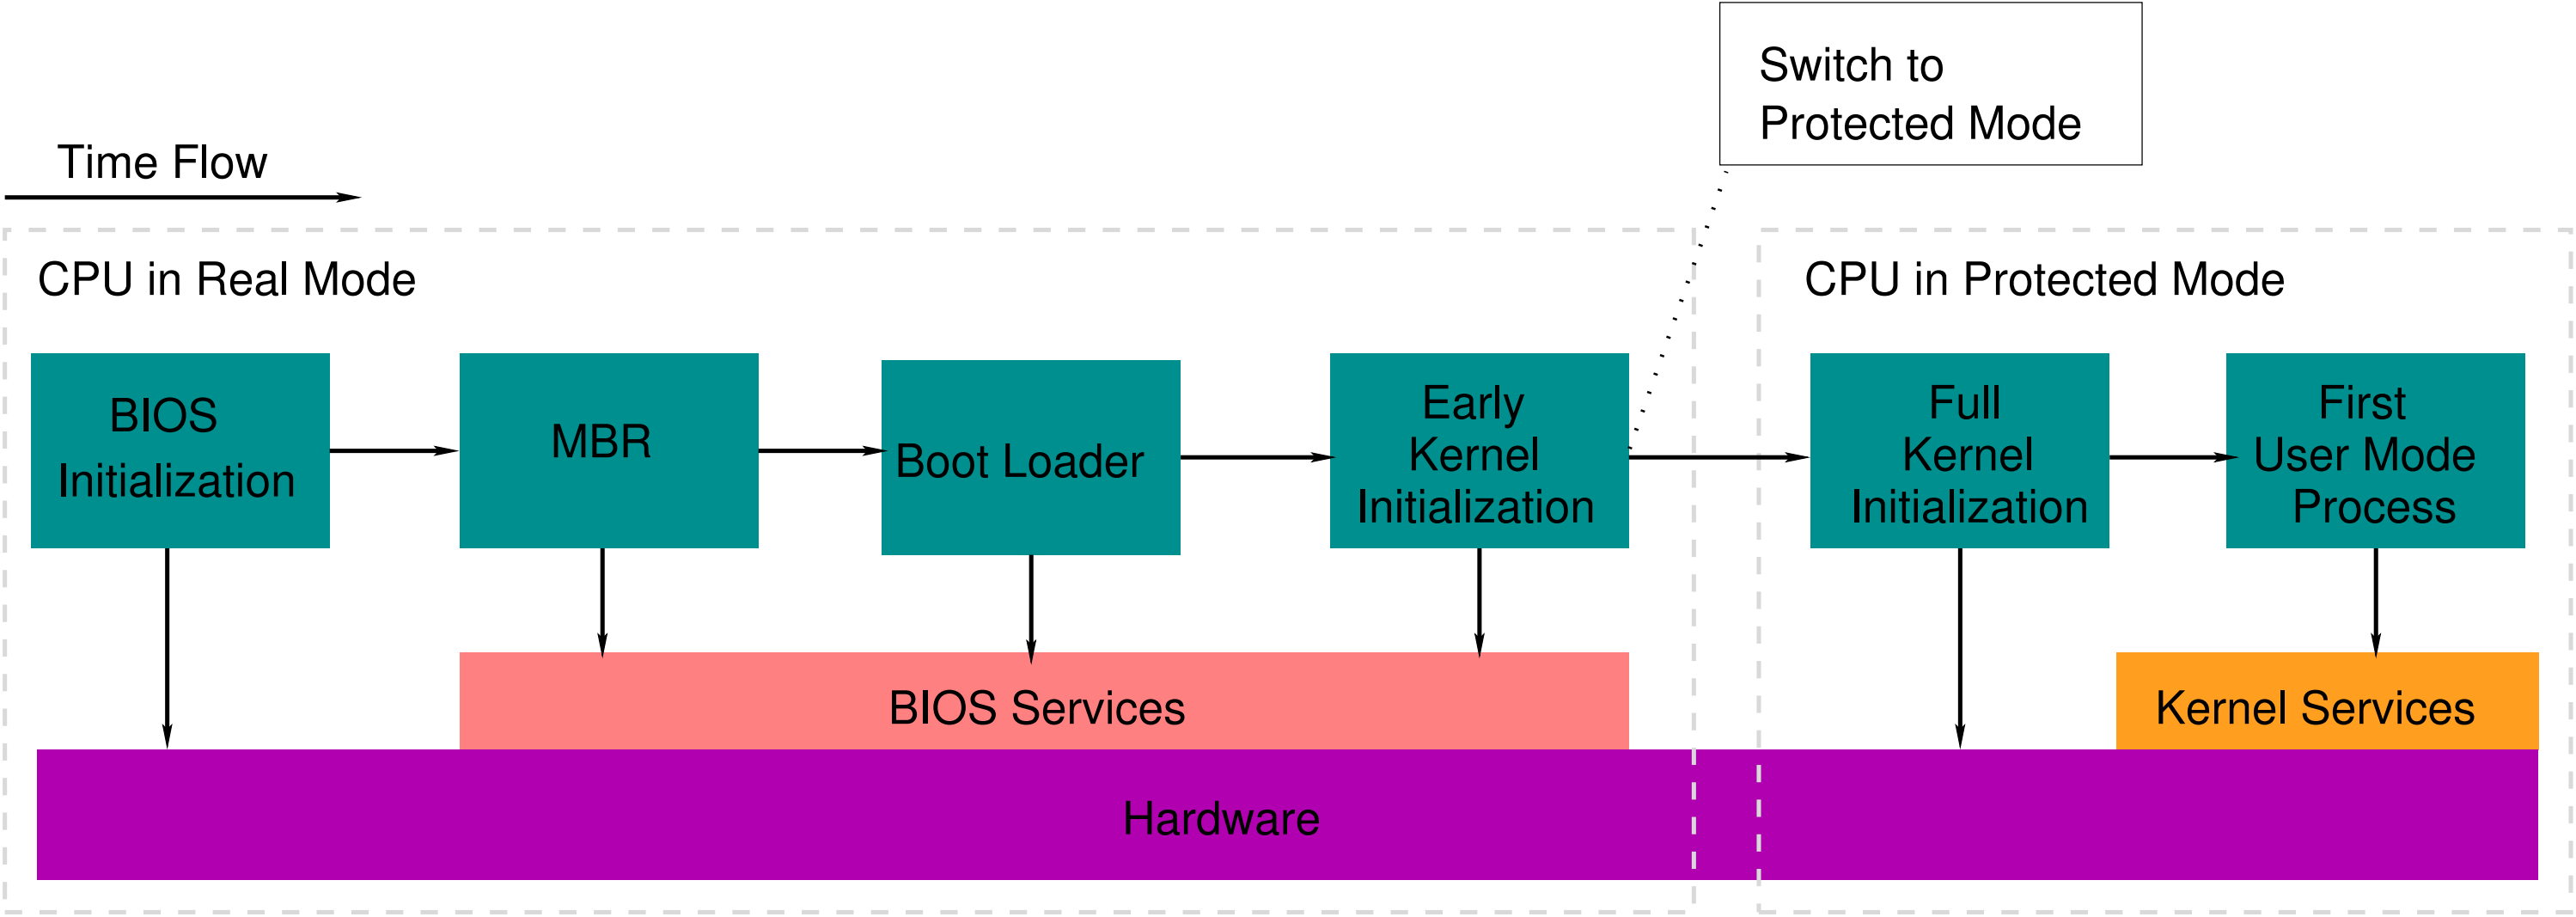 Switch to
Protected Mode
Time Flow
CPU in Real Mode
CPU in Protected Mode
BIOS
Initialization
MBR
Boot Loader
Early
Kernel
Initialization
Full
Kernel
Initialization
First
User Mode
Process
BIOS Services
Kernel Services
Hardware